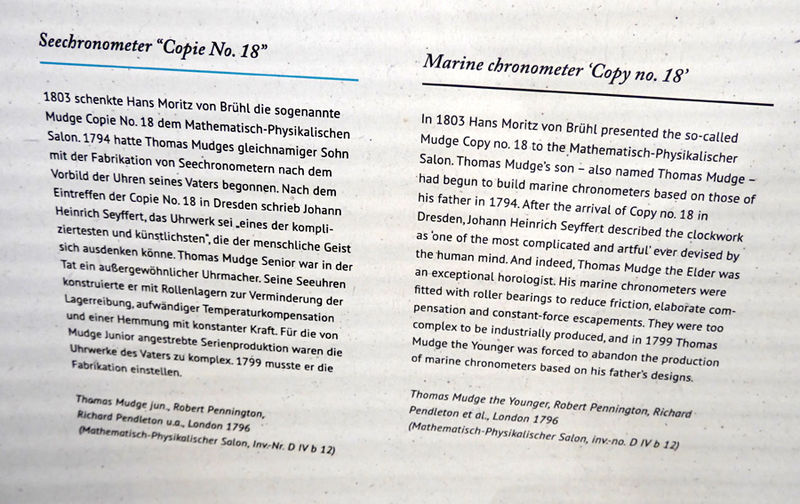 Seechronometer “Copie No. 18”
1803 schenkte Hans Moritz von Brühl die sogenannte
Mudge Copie No. 18 dem Mathematisch-Physikalischen
Salon. 1794 hatte Thomas Mudges gleichnamiger Sohn
mit der Fabrikation von Seechronometern nach dem
Vorbild der Uhren seines Vaters begonnen. Nach dem
Eintreffen der Copie No. 18 in Dresden schrieb Johann
Heinrich Seyffert, das Uhrwerk sei „eines der kompli-
ziertesten und künstlichsten“, die der menschliche Geist
sich ausdenken könne. Thomas Mudge Senior war in der
Tat ein außergewöhnlicher Uhrmacher. Seine Seeuhren
konstruierte er mit Rollenlagern zur Verminderung der
Lagerreibung, aufwändiger Temperaturkompensation
und einer Hemmung mit konstanter Kraft. Für die von
Mudge Junior angestrebte Serienproduktion waren die
Uhrwerke des Vaters zu komplex. 1799 musste er die
Fabrikation einstellen.
Thomas Mudge jun., Robert Pennington,
Richard Pendleton u.a., London 1796
(Mathematisch-Physikalischer Salon, Inv.-Nr. D IV b 12)
Marine chronometer ‘Copy no. 18’
In 1803 Hans Moritz von Brühl presented the so-called
Mudge Copy no. 18 to the Mathematisch-Physikalischer
Salon. Thomas Mudge’s son – also named Thomas Mudge –
had begun to build marine chronometers based on those of
his father in 1794. After the arrival of Copy no. 18 in
Dresden, Johann Heinrich Seyffert described the clockwork
as ‘one of the most complicated and artful’ ever devised by
the human mind. And indeed, Thomas Mudge the Elder was
an exceptional horologist. His marine chronometers were
fitted with roller bearings to reduce friction, elaborate com-
pensation and constant-force escapements. They were too
complex to be industrially produced, and in 1799 Thomas
Mudge the Younger was forced to abandon the production
of marine chronometers based on his father’s designs.
Thomas Mudge the Younger, Robert Pennington, Richard
Pendleton et al., London 1796
(Mathematisch-Physikalischer Salon, inv.-no. D IV b 12)